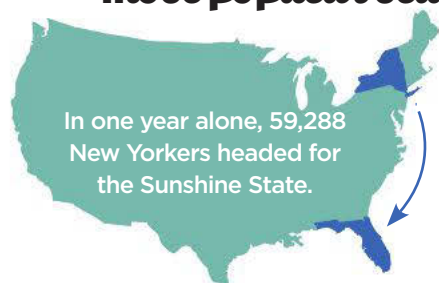 In one year alone, 59,288
New Yorkers headed for
the Sunshine State.